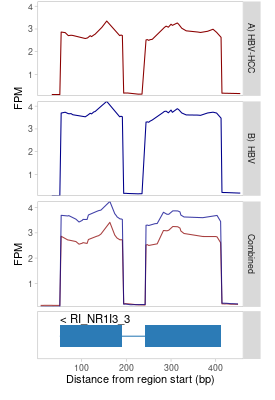 4
3
2
1
A) HBV-HCC
FPM
4
3
2
1
B) HBV
4
3
2
1
FPM
Combined
< RI_NR1I3_3
100 200 300 400
Distance from region start (bp)